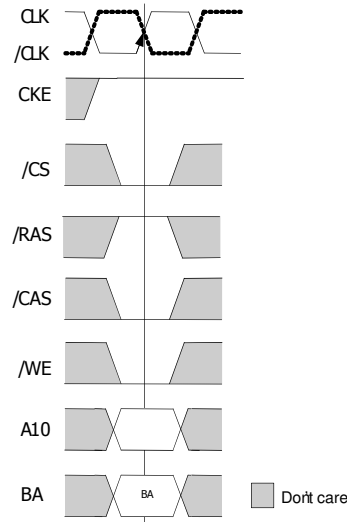 CLK
/CLK
CKE
/CS
/RAS
/CAS
/WE
A10
BA
BA
Don't care